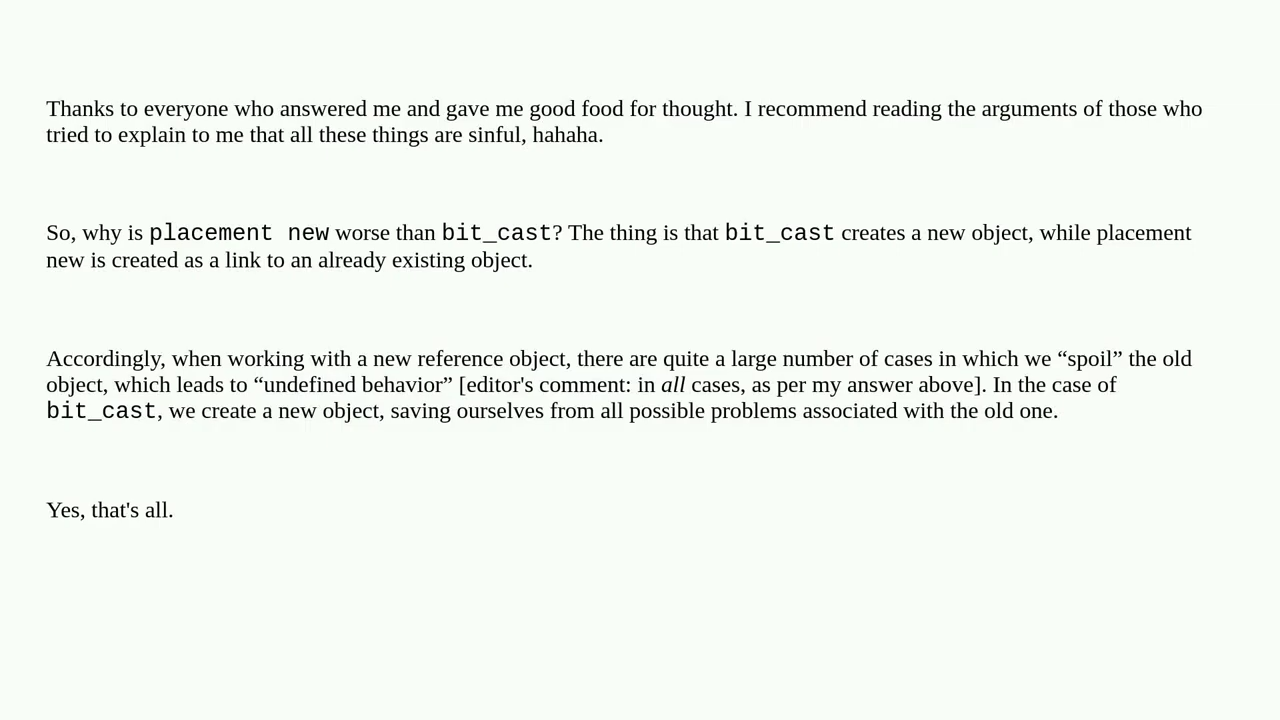 Thanks to everyone who answered me and gave me good food for thought. I recommend reading the arguments of those who
tried to explain to me that all these things are sinful, hahaha.
So, why is placement new worse than bit_cast? The thing is that bit_cast creates a new object, while placement
new is created as a link to an already existing object.
Accordingly, when working with a new reference object, there are quite a large number of cases in which we “spoil” the old
object, which leads to “undefined behavior” [editor's comment: in all cases, as per my answer above]. In the case of
bit_cast, we create a new object, saving ourselves from all possible problems associated with the old one.
Yes, that's all.